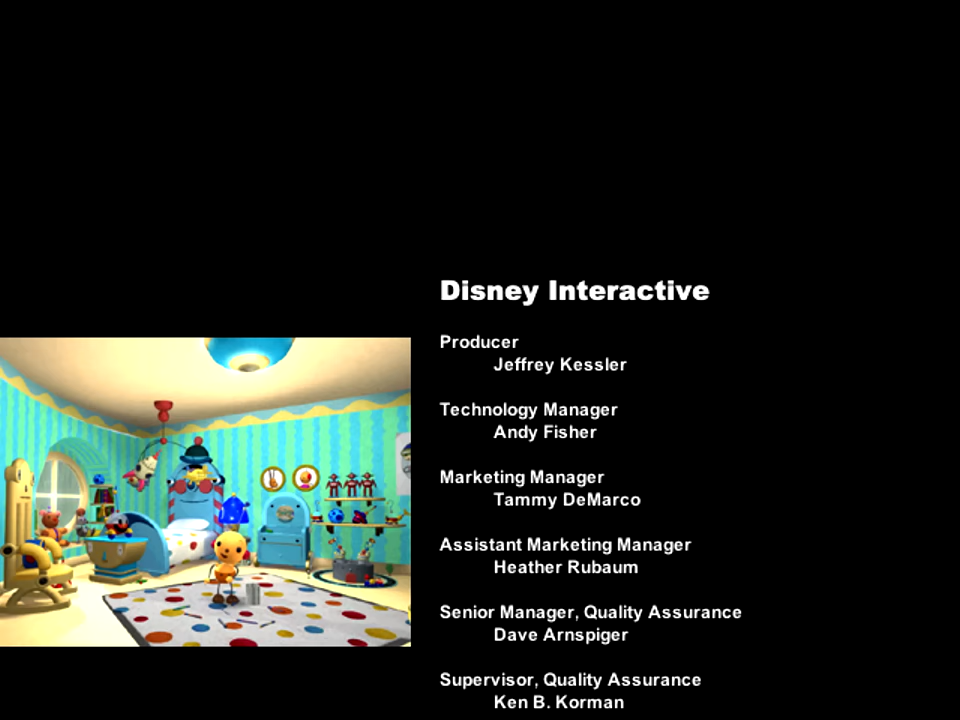 Disney Interactive
Producer
Jeffrey Kessler
Technology Manager
Andy Fisher
Marketing Manager
Tammy DeMarco
Assistant Marketing Manager
Heather Rubaum
Senior Manager, Quality Assurance
Dave Arnspiger
Supervisor, Quality Assurance
Ken B. Korman